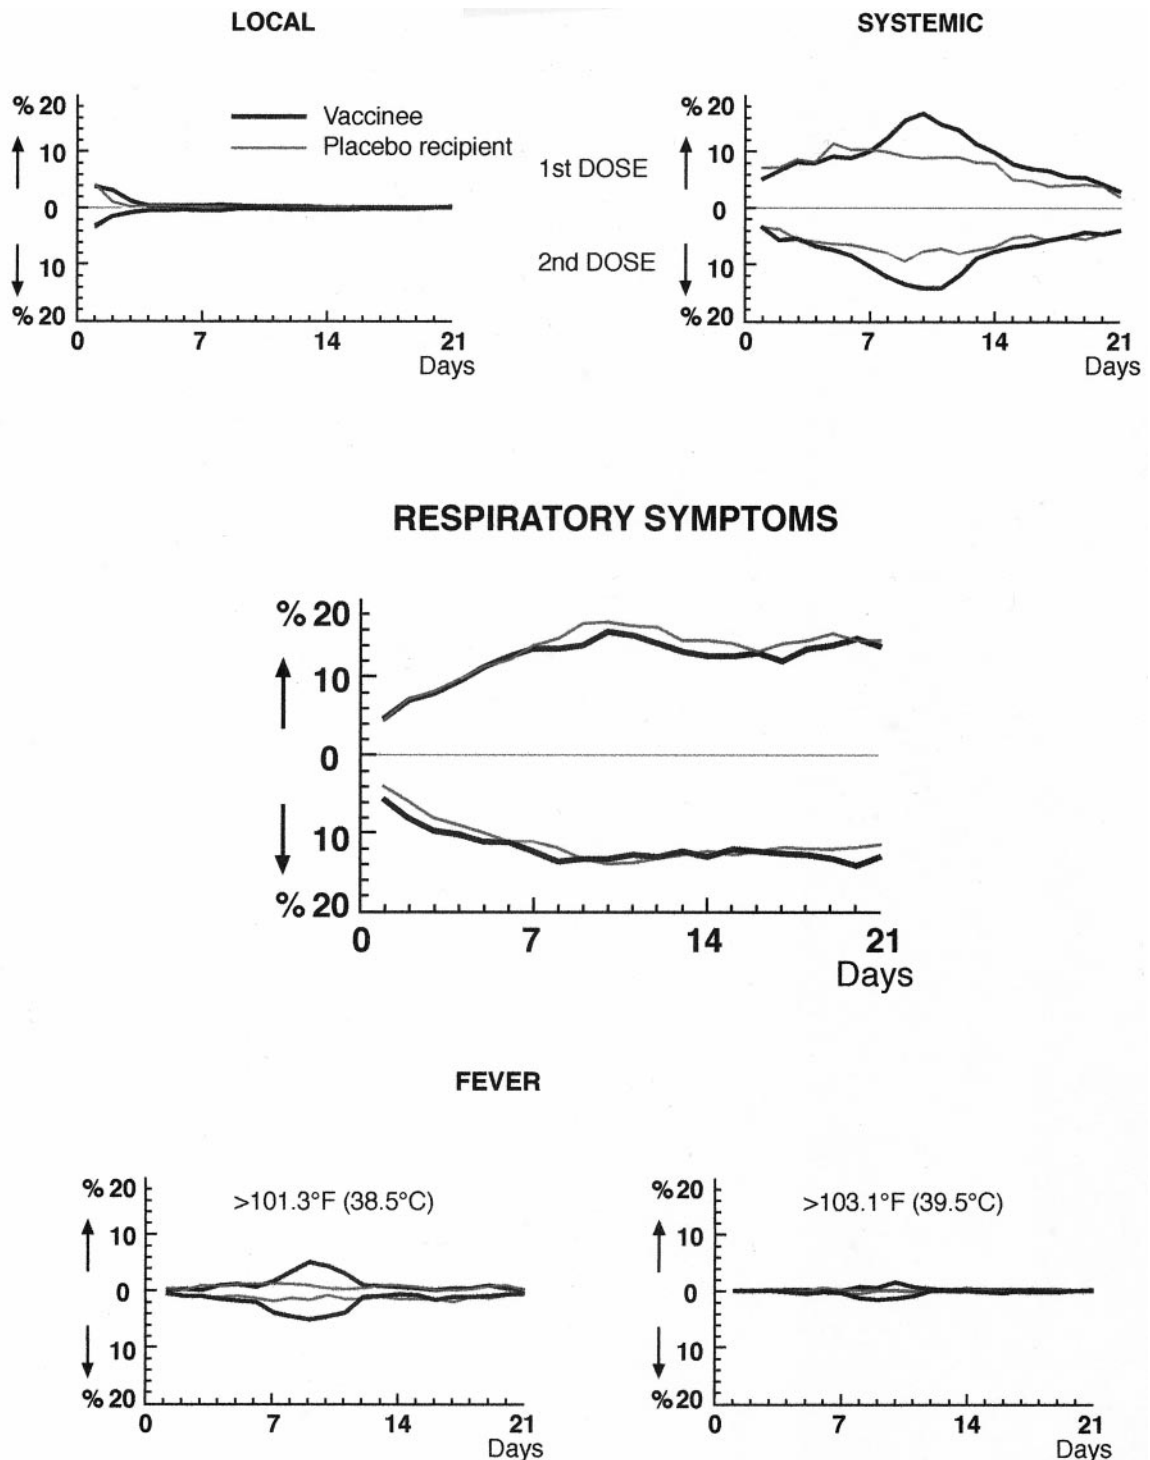 LOCAL
SYSTEMIC
% 20
10
0
10
% 20
0 7 14 21
Days
Vaccinee
Placebo recipient
1st DOSE
2nd DOSE
% 20
10
0
10
% 20
0 7 14 21
Days
RESPIRATORY SYMPTOMS
% 20
10
0
10
% 20
0 7 14 21
Days
FEVER
>101.3°F (38.5°C)
% 20
10
0
10
% 20
0 7 14 21
Days
>103.1°F (39.5°C)
% 20
10
0
10
% 20
0 7 14 21
Days